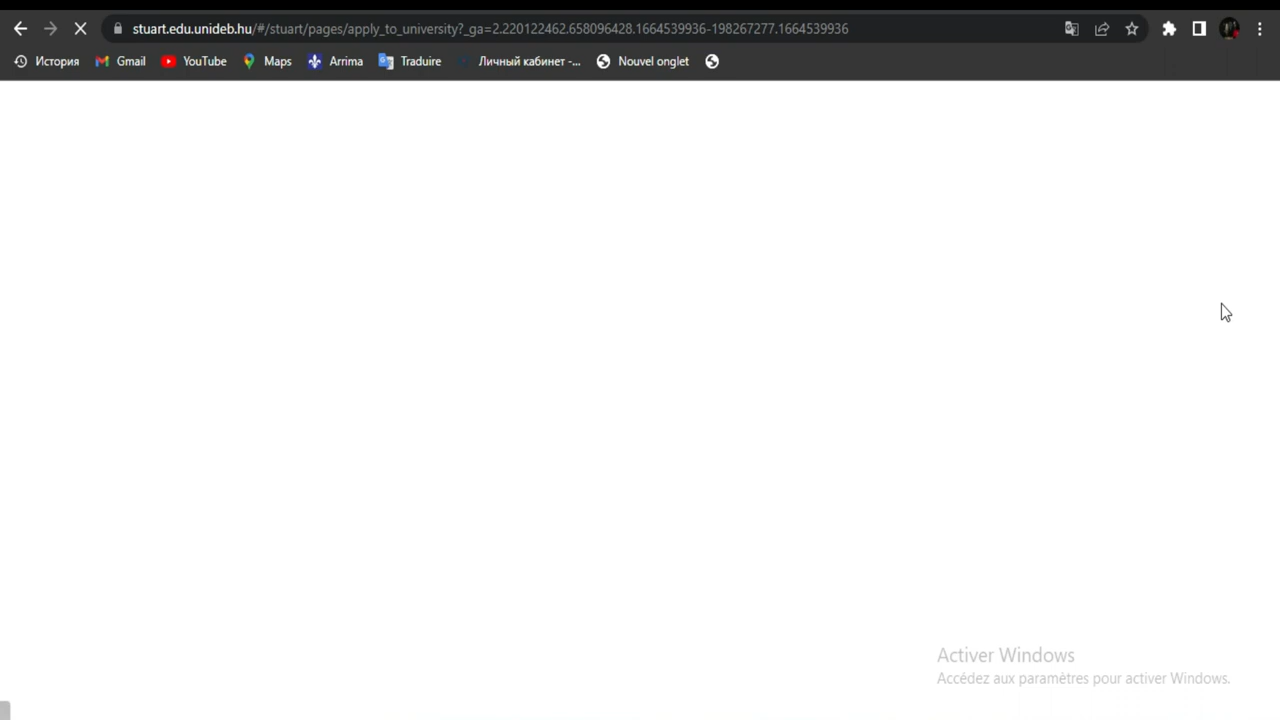 stuart.edu.unideb.hu/#/stuart/pages/apply_to_university?_ga=2.220122462.658096428.1664539936-198267277.1664539936
История Gmail YouTube Maps Arrima Traduire Личный кабинет -... Nouvel onglet
Activer Windows
Accédez aux paramètres pour activer Windows.